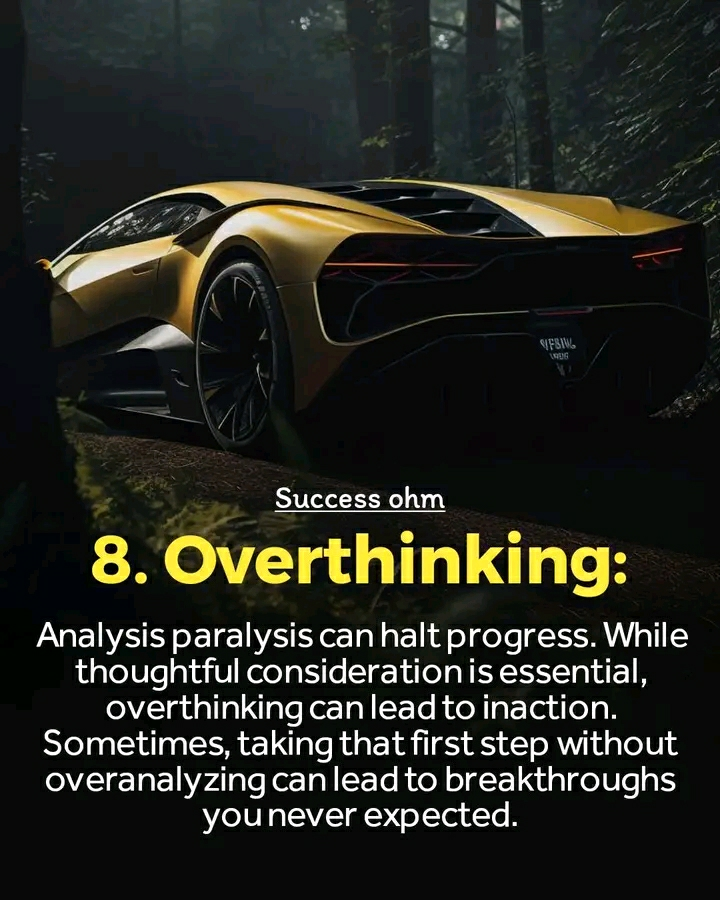 Success ohm
8. Overthinking:
Analysis paralysis can halt progress. While
thoughtful consideration is essential,
overthinking can lead to inaction.
Sometimes, taking that first step without
overanalyzing can lead to breakthroughs
you never expected.